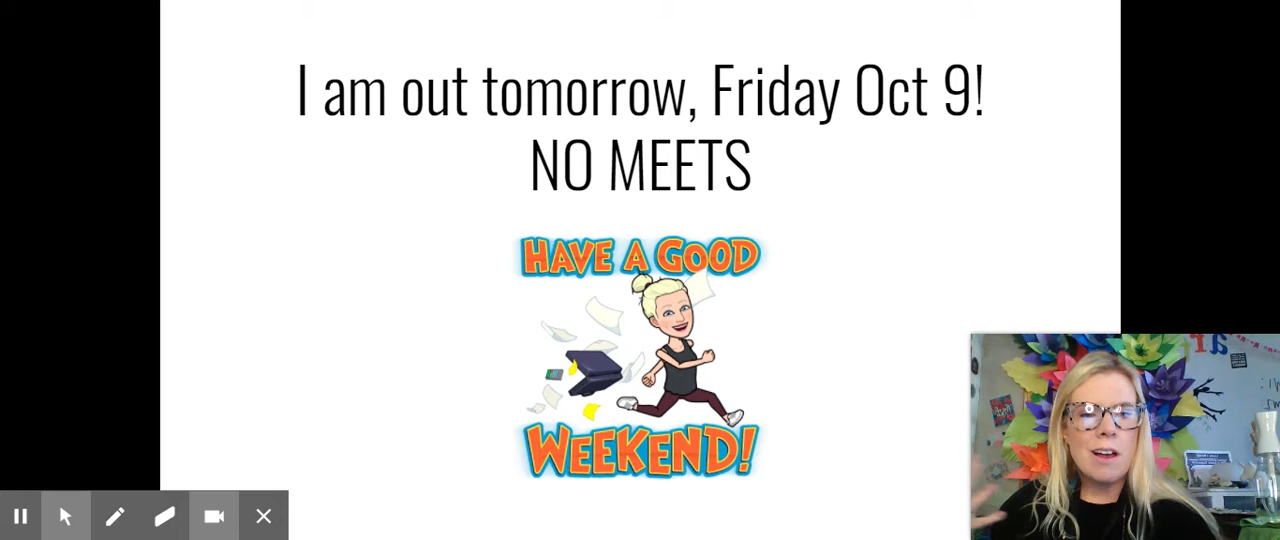 I am out tomorrow, Friday Oct 9!
NO MEETS
HAVE A GOOD
WEEKEND!